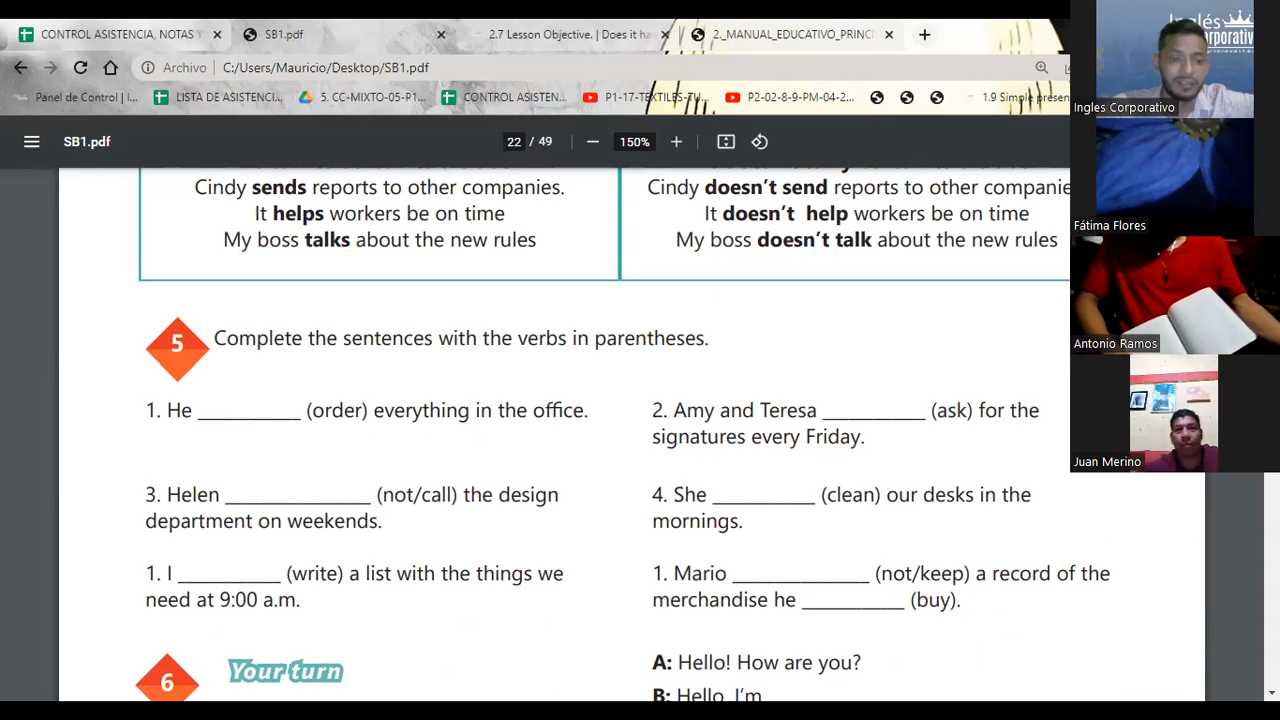 CONTROL ASISTENCIA, NOTAS Y
SB1.pdf
2.7 Lesson Objective. | Does it ha
2._MANUAL_EDUCATIVO_PRINCI
Archivo
C:/Users/Mauricio/Desktop/SB1.pdf
Panel de Control | I...
LISTA DE ASISTENCI...
5. CC-MIXTO-05-P1...
CONTROL ASISTEN...
P1-17-TEXTILES-TU...
P2-02-8-9-PM-04-2...
1.9 Simple presen
SB1.pdf
22 / 49
150%
Cindy sends reports to other companies.
It helps workers be on time
My boss talks about the new rules
Cindy doesn't send reports to other companie
It doesn't help workers be on time
My boss doesn't talk about the new rules
5
Complete the sentences with the verbs in parentheses.
1. He __________ (order) everything in the office.
2. Amy and Teresa __________ (ask) for the
signatures every Friday.
3. Helen ______________ (not/call) the design
department on weekends.
4. She __________ (clean) our desks in the
mornings.
1. I __________ (write) a list with the things we
need at 9:00 a.m.
1. Mario _____________ (not/keep) a record of the
merchandise he __________ (buy).
6
Your turn
A: Hello! How are you?
B: Hello, I'm
Inglés
Corporativo
Ingles Corporativo
Fátima Flores
Antonio Ramos
Juan Merino